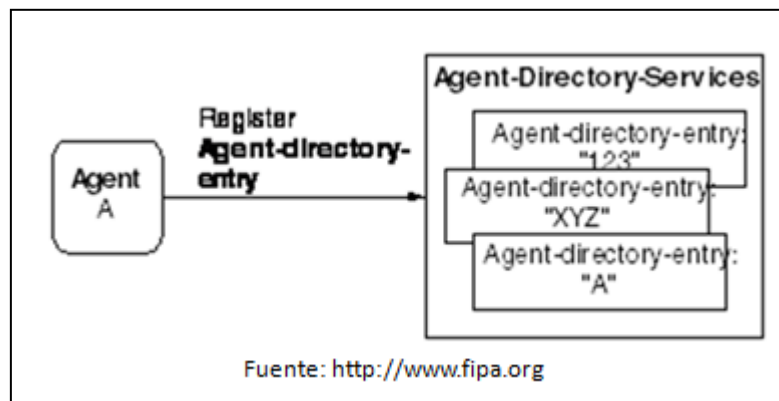 Agent-Directory-Services
Register
Agent-directory-
entry
Agent
A
Agent-directory-entry:
"123"
Agent-directory-entry:
"XYZ"
Agent-directory-entry:
"A"
Fuente: http://www.fipa.org